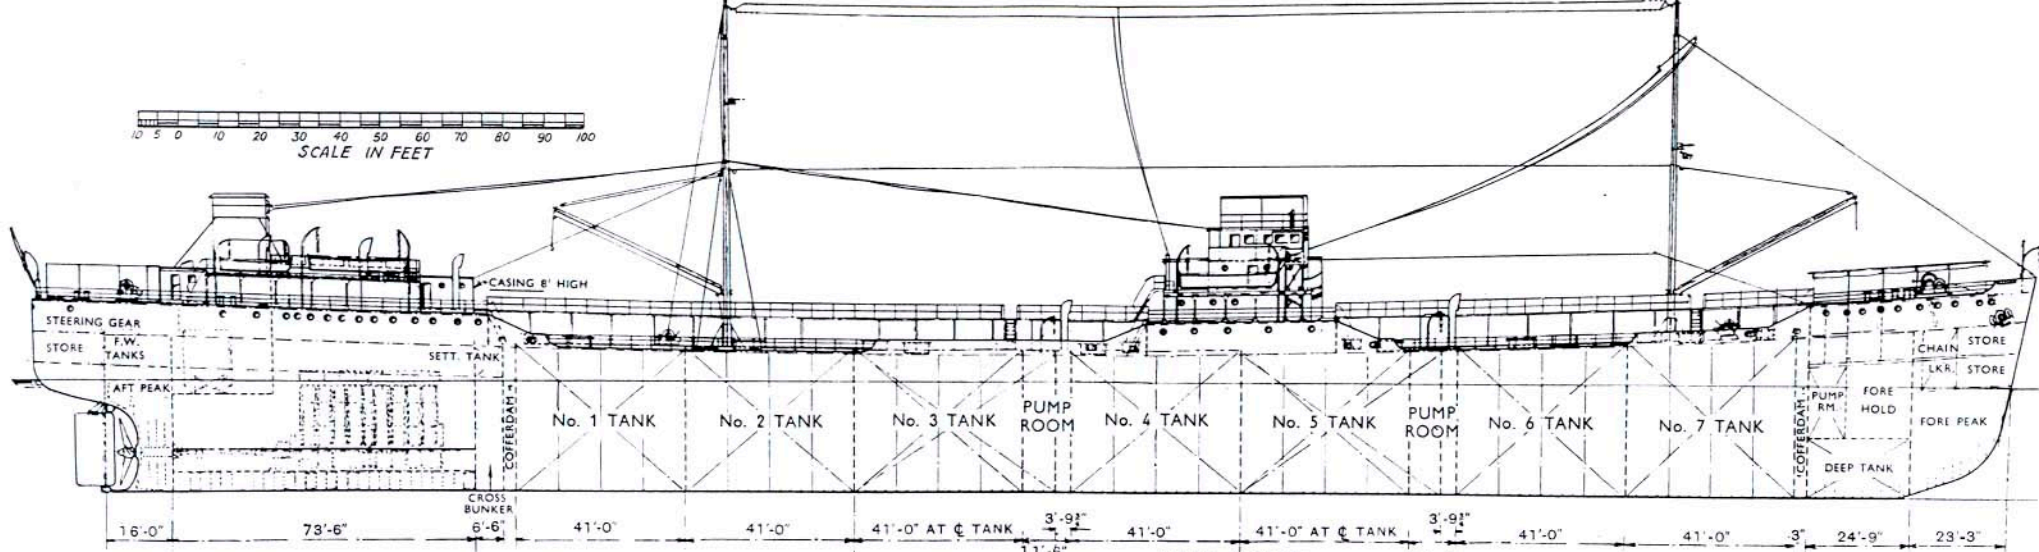 10 5 0 10 20 30 40 50 60 70 80 90 100
SCALE IN FEET
CASING 8' HIGH
STEERING GEAR
STORE
F.W.
TANKS
SETT. TANK
AFT PEAK
COFFERDAM
CROSS
BUNKER
No. 1 TANK
No. 2 TANK
No. 3 TANK
PUMP
ROOM
No. 4 TANK
No. 5 TANK
PUMP
ROOM
No. 6 TANK
No. 7 TANK
COFFERDAM
PUMP
RM.
CHAIN
LKR.
STORE
STORE
FORE
HOLD
FORE PEAK
DEEP TANK
16'-0" 73'-6" 6'-6" 41'-0" 41'-0" 41'-0" AT ℄ TANK 3'-9¾" 41'-0" 41'-0" AT ℄ TANK 3'-9¾" 41'-0" 41'-0" 3" 24'-9" 23'-3"